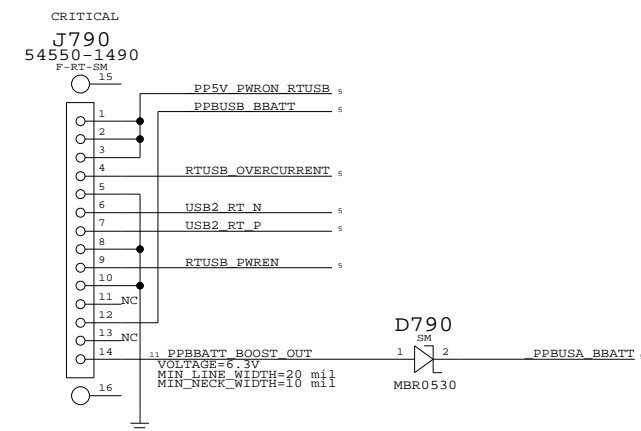 CRITICAL
J790
54550-1490
F-RT-SM
15
PP5V_PWRON_RTUSB 5
1
PPBUSB_BBATT 5
2
3
4 RTUSB_OVERCURRENT 5
5
6 USB2_RT_N 5
7 USB2_RT_P 5
8
9 RTUSB_PWREN 5
10
11 NC
12
13 NC
14 11 PPBBATT_BOOST_OUT
VOLTAGE=6.3V
MIN_LINE_WIDTH=20 mil
MIN_NECK_WIDTH=10 mil
D790
SM
1 2 _PPBUSA_BBATT
MBR0530
16